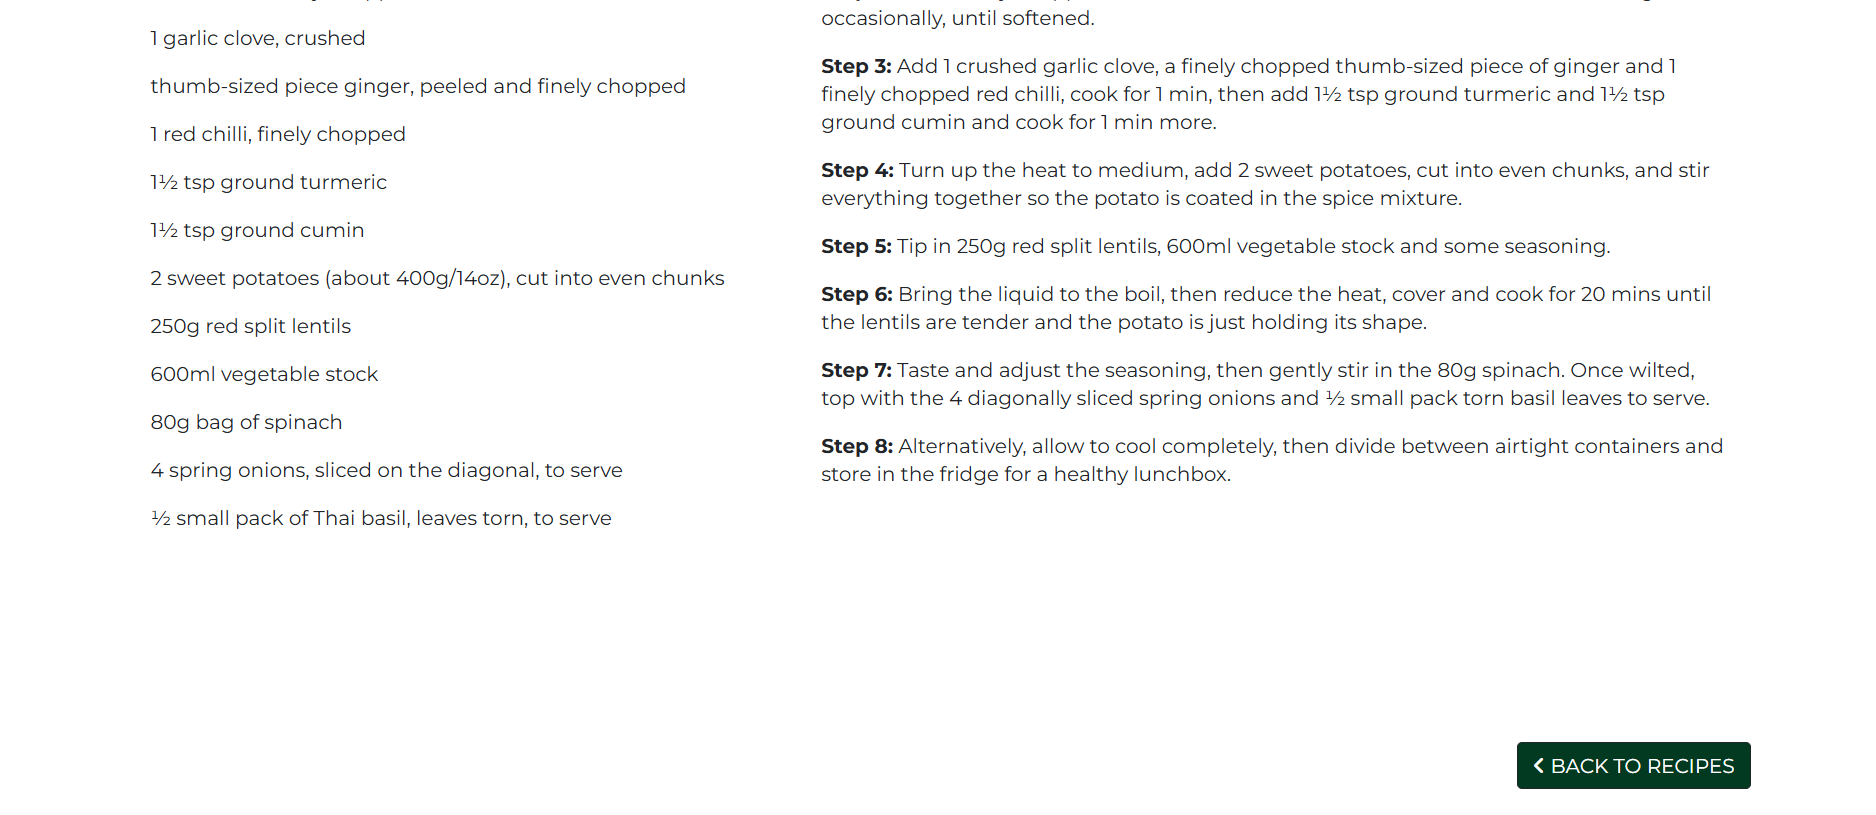 1 garlic clove, crushed
thumb-sized piece ginger, peeled and finely chopped
1 red chilli, finely chopped
1½ tsp ground turmeric
1½ tsp ground cumin
2 sweet potatoes (about 400g/14oz), cut into even chunks
250g red split lentils
600ml vegetable stock
80g bag of spinach
4 spring onions, sliced on the diagonal, to serve
½ small pack of Thai basil, leaves torn, to serve
occasionally, until softened.
Step 3: Add 1 crushed garlic clove, a finely chopped thumb-sized piece of ginger and 1
finely chopped red chilli, cook for 1 min, then add 1½ tsp ground turmeric and 1½ tsp
ground cumin and cook for 1 min more.
Step 4: Turn up the heat to medium, add 2 sweet potatoes, cut into even chunks, and stir
everything together so the potato is coated in the spice mixture.
Step 5: Tip in 250g red split lentils, 600ml vegetable stock and some seasoning.
Step 6: Bring the liquid to the boil, then reduce the heat, cover and cook for 20 mins until
the lentils are tender and the potato is just holding its shape.
Step 7: Taste and adjust the seasoning, then gently stir in the 80g spinach. Once wilted,
top with the 4 diagonally sliced spring onions and ½ small pack torn basil leaves to serve.
Step 8: Alternatively, allow to cool completely, then divide between airtight containers and
store in the fridge for a healthy lunchbox.
BACK TO RECIPES